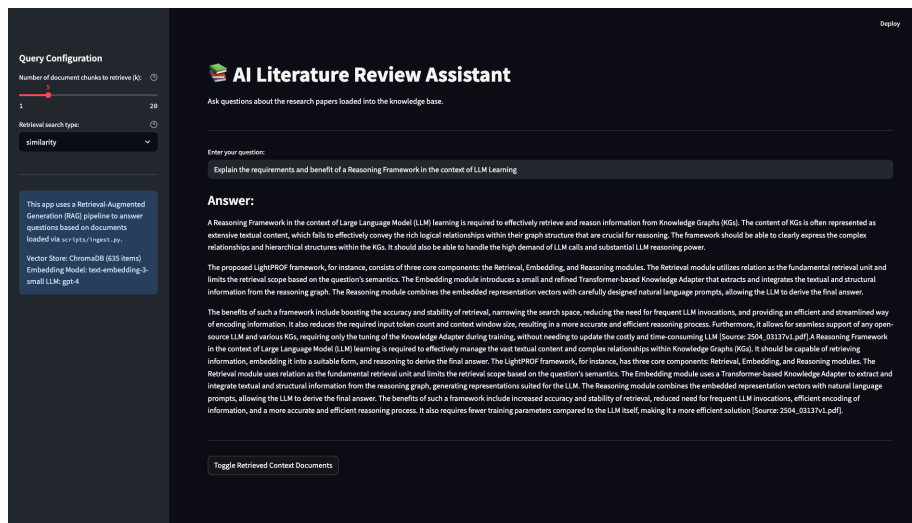 Deploy
Query Configuration
Number of document chunks to retrieve (k):
5
1 20
Retrieval search type:
similarity
This app uses a Retrieval-Augmented
Generation (RAG) pipeline to answer
questions based on documents
loaded via scripts/ingest.py.
Vector Store: ChromaDB (635 items)
Embedding Model: text-embedding-3-
small LLM: gpt-4
AI Literature Review Assistant
Ask questions about the research papers loaded into the knowledge base.
Enter your question:
Explain the requirements and benefit of a Reasoning Framework in the context of LLM Learning
Answer:
A Reasoning Framework in the context of Large Language Model (LLM) learning is required to effectively retrieve and reason information from Knowledge Graphs (KGs). The content of KGs is often represented as
extensive textual content, which fails to effectively convey the rich logical relationships within their graph structure that are crucial for reasoning. The framework should be able to clearly express the complex
relationships and hierarchical structures within the KGs. It should also be able to handle the high demand of LLM calls and substantial LLM reasoning power.
The proposed LightPROF framework, for instance, consists of three core components: the Retrieval, Embedding, and Reasoning modules. The Retrieval module utilizes relation as the fundamental retrieval unit and
limits the retrieval scope based on the question's semantics. The Embedding module introduces a small and refined Transformer-based Knowledge Adapter that extracts and integrates the textual and structural
information from the reasoning graph. The Reasoning module combines the embedded representation vectors with carefully designed natural language prompts, allowing the LLM to derive the final answer.
The benefits of such a framework include boosting the accuracy and stability of retrieval, narrowing the search space, reducing the need for frequent LLM invocations, and providing an efficient and streamlined way
of encoding information. It also reduces the required input token count and context window size, resulting in a more accurate and efficient reasoning process. Furthermore, it allows for seamless support of any open-
source LLM and various KGs, requiring only the tuning of the Knowledge Adapter during training, without needing to update the costly and time-consuming LLM [Source: 2504_03137v1.pdf].A Reasoning Framework
in the context of Large Language Model (LLM) learning is required to effectively manage the vast textual content and complex relationships within Knowledge Graphs (KGs). It should be capable of retrieving
information, embedding it into a suitable form, and reasoning to derive the final answer. The LightPROF framework, for instance, has three core components: Retrieval, Embedding, and Reasoning modules. The
Retrieval module uses relation as the fundamental retrieval unit and limits the retrieval scope based on the question's semantics. The Embedding module uses a Transformer-based Knowledge Adapter to extract and
integrate textual and structural information from the reasoning graph, generating representations suited for the LLM. The Reasoning module combines the embedded representation vectors with natural language
prompts, allowing the LLM to derive the final answer. The benefits of such a framework include increased accuracy and stability of retrieval, reduced need for frequent LLM invocations, efficient encoding of
information, and a more accurate and efficient reasoning process. It also requires fewer training parameters compared to the LLM itself, making it a more efficient solution [Source: 2504_03137v1.pdf].
Toggle Retrieved Context Documents